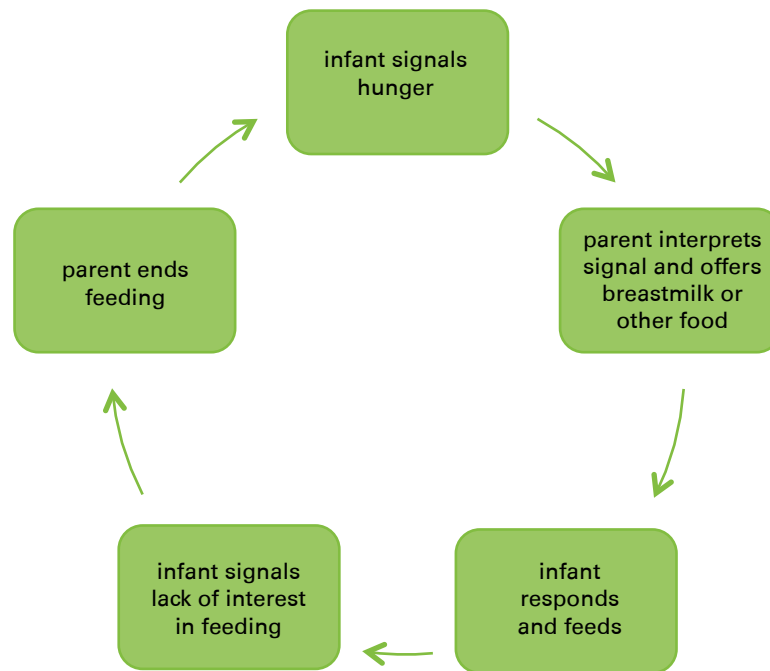 infant signals
hunger
parent interprets
signal and offers
breastmilk or
other food
infant
responds
and feeds
infant signals
lack of interest
in feeding
parent ends
feeding